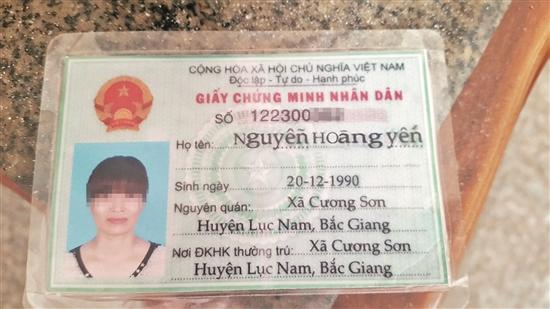 CỘNG HÒA XÃ HỘI CHỦ NGHĨA VIỆT NAM
Độc lập - Tự do - Hạnh phúc
GIẤY CHỨNG MINH NHÂN DÂN
SỐ 122300
Họ tên: Nguyễn Hoàng yến
Sinh ngày 20-12-1990
Nguyên quán: Xã Cương Sơn
Huyện Lục Nam, Bắc Giang
Nơi ĐKHK thường trú: Xã Cương Sơn
Huyện Lục Nam, Bắc Giang